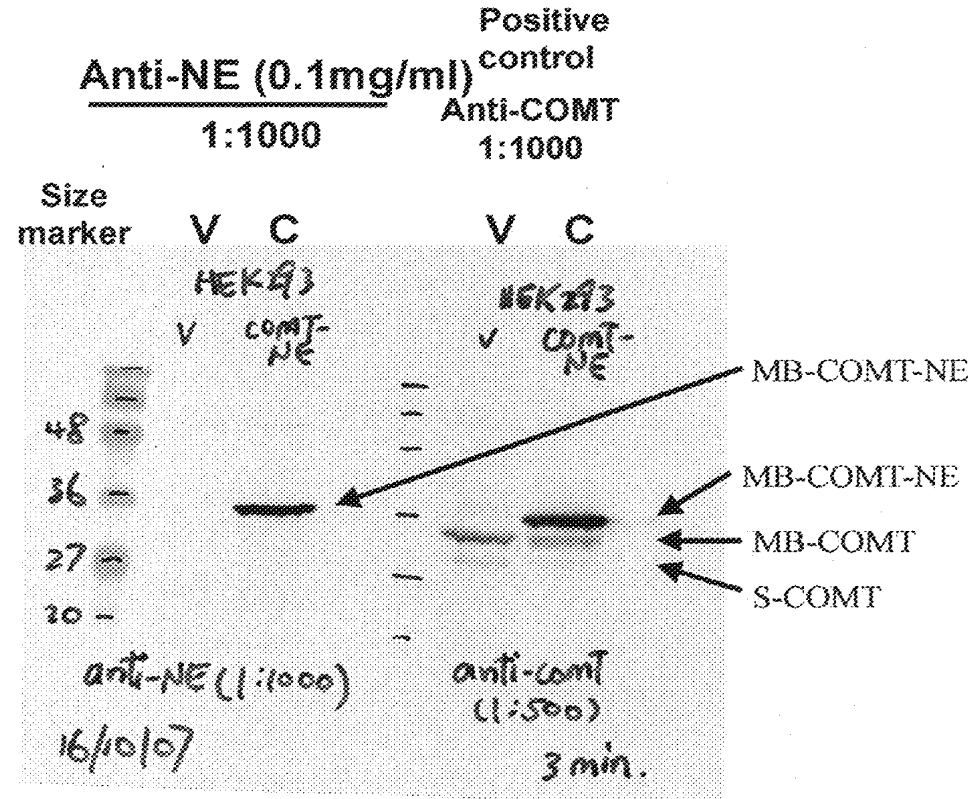 Positive
control
Anti-NE (0.1mg/ml)
1:1000
Anti-COMT
1:1000
Size
marker
V C
V C
HEK293
V COMT-
NE
HEK293
V COMT-
NE
48
36
27
20
MB-COMT-NE
MB-COMT-NE
MB-COMT
S-COMT
anti-NE (1:1000)
anti-comt
(1:500)
16/10/07
3 min.